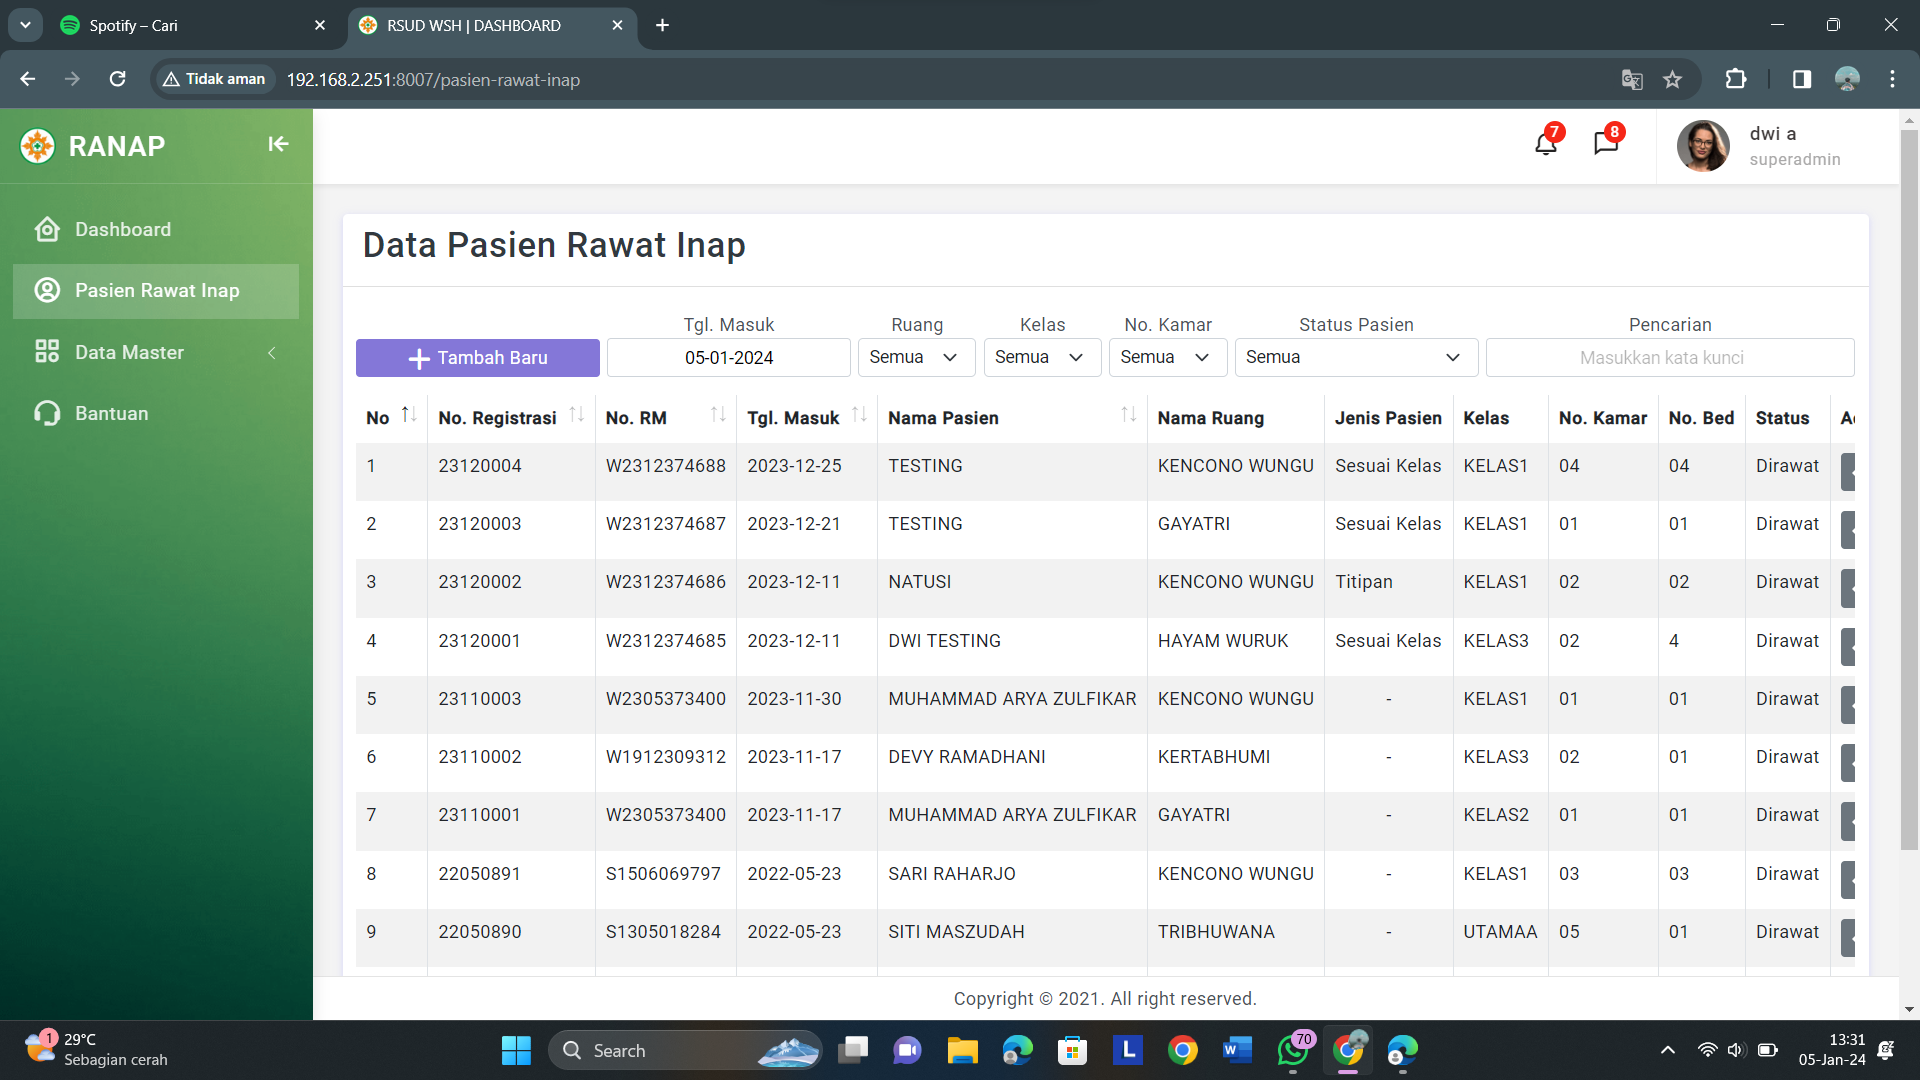 Spotify – Cari
RSUD WSH | DASHBOARD
Tidak aman
192.168.2.251:8007/pasien-rawat-inap
RANAP
7
8
dwi a
superadmin
Dashboard
Pasien Rawat Inap
Data Master
Bantuan
Data Pasien Rawat Inap
Tgl. Masuk Ruang Kelas No. Kamar Status Pasien Pencarian
Tambah Baru 05-01-2024 Semua Semua Semua Semua Masukkan kata kunci
No No. Registrasi No. RM Tgl. Masuk Nama Pasien Nama Ruang Jenis Pasien Kelas No. Kamar No. Bed Status
1 23120004 W2312374688 2023-12-25 TESTING KENCONO WUNGU Sesuai Kelas KELAS1 04 04 Dirawat
2 23120003 W2312374687 2023-12-21 TESTING GAYATRI Sesuai Kelas KELAS1 01 01 Dirawat
3 23120002 W2312374686 2023-12-11 NATUSI KENCONO WUNGU Titipan KELAS1 02 02 Dirawat
4 23120001 W2312374685 2023-12-11 DWI TESTING HAYAM WURUK Sesuai Kelas KELAS3 02 4 Dirawat
5 23110003 W2305373400 2023-11-30 MUHAMMAD ARYA ZULFIKAR KENCONO WUNGU - KELAS1 01 01 Dirawat
6 23110002 W1912309312 2023-11-17 DEVY RAMADHANI KERTABHUMI - KELAS3 02 01 Dirawat
7 23110001 W2305373400 2023-11-17 MUHAMMAD ARYA ZULFIKAR GAYATRI - KELAS2 01 01 Dirawat
8 22050891 S1506069797 2022-05-23 SARI RAHARJO KENCONO WUNGU - KELAS1 03 03 Dirawat
9 22050890 S1305018284 2022-05-23 SITI MASZUDAH TRIBHUWANA - UTAMAA 05 01 Dirawat
Copyright © 2021. All right reserved.
1
29°C
Sebagian cerah
Search
L
W
70
13:31
05-Jan-24